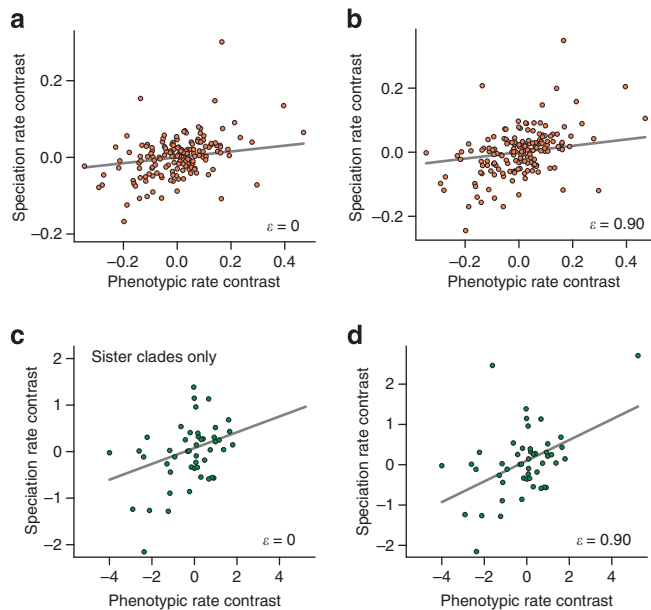 a
Speciation rate contrast
0.2
0.0
−0.2
ε = 0
−0.2 0.0 0.2 0.4
Phenotypic rate contrast
b
Speciation rate contrast
0.2
0.0
−0.2
ε = 0.90
−0.2 0.0 0.2 0.4
Phenotypic rate contrast
c
Sister clades only
Speciation rate contrast
2
1
0
−1
−2
ε = 0
−4 −2 0 2 4
Phenotypic rate contrast
d
Speciation rate contrast
2
1
0
−1
−2
ε = 0.90
−4 −2 0 2 4
Phenotypic rate contrast